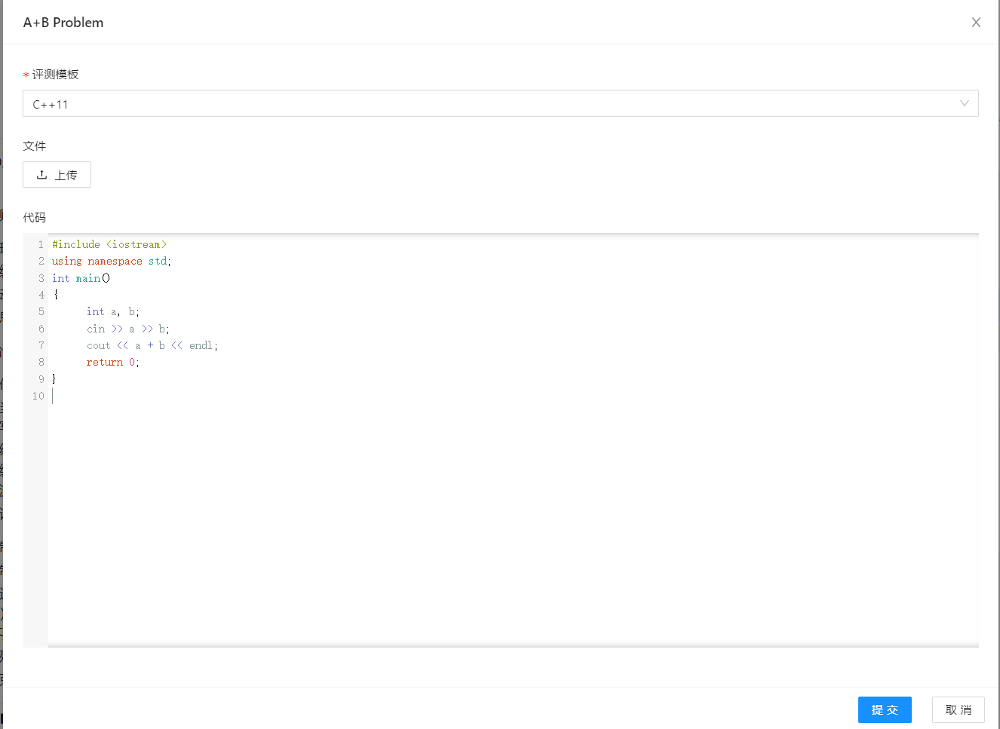 A+B Problem
* 评测模板
C++11
文件
上传
代码
1 #include <iostream>
2 using namespace std;
3 int main()
4 {
5 int a, b;
6 cin >> a >> b;
7 cout << a + b << endl;
8 return 0;
9 }
10
提 交 取 消